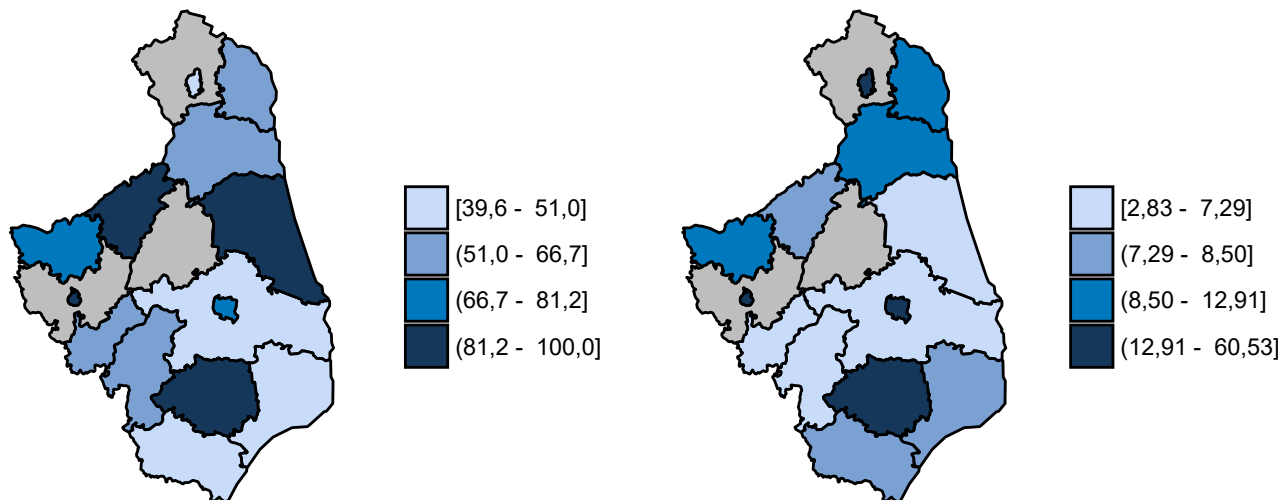 [39,6 - 51,0]
(51,0 - 66,7]
(66,7 - 81,2]
(81,2 - 100,0]
[2,83 - 7,29]
(7,29 - 8,50]
(8,50 - 12,91]
(12,91 - 60,53]